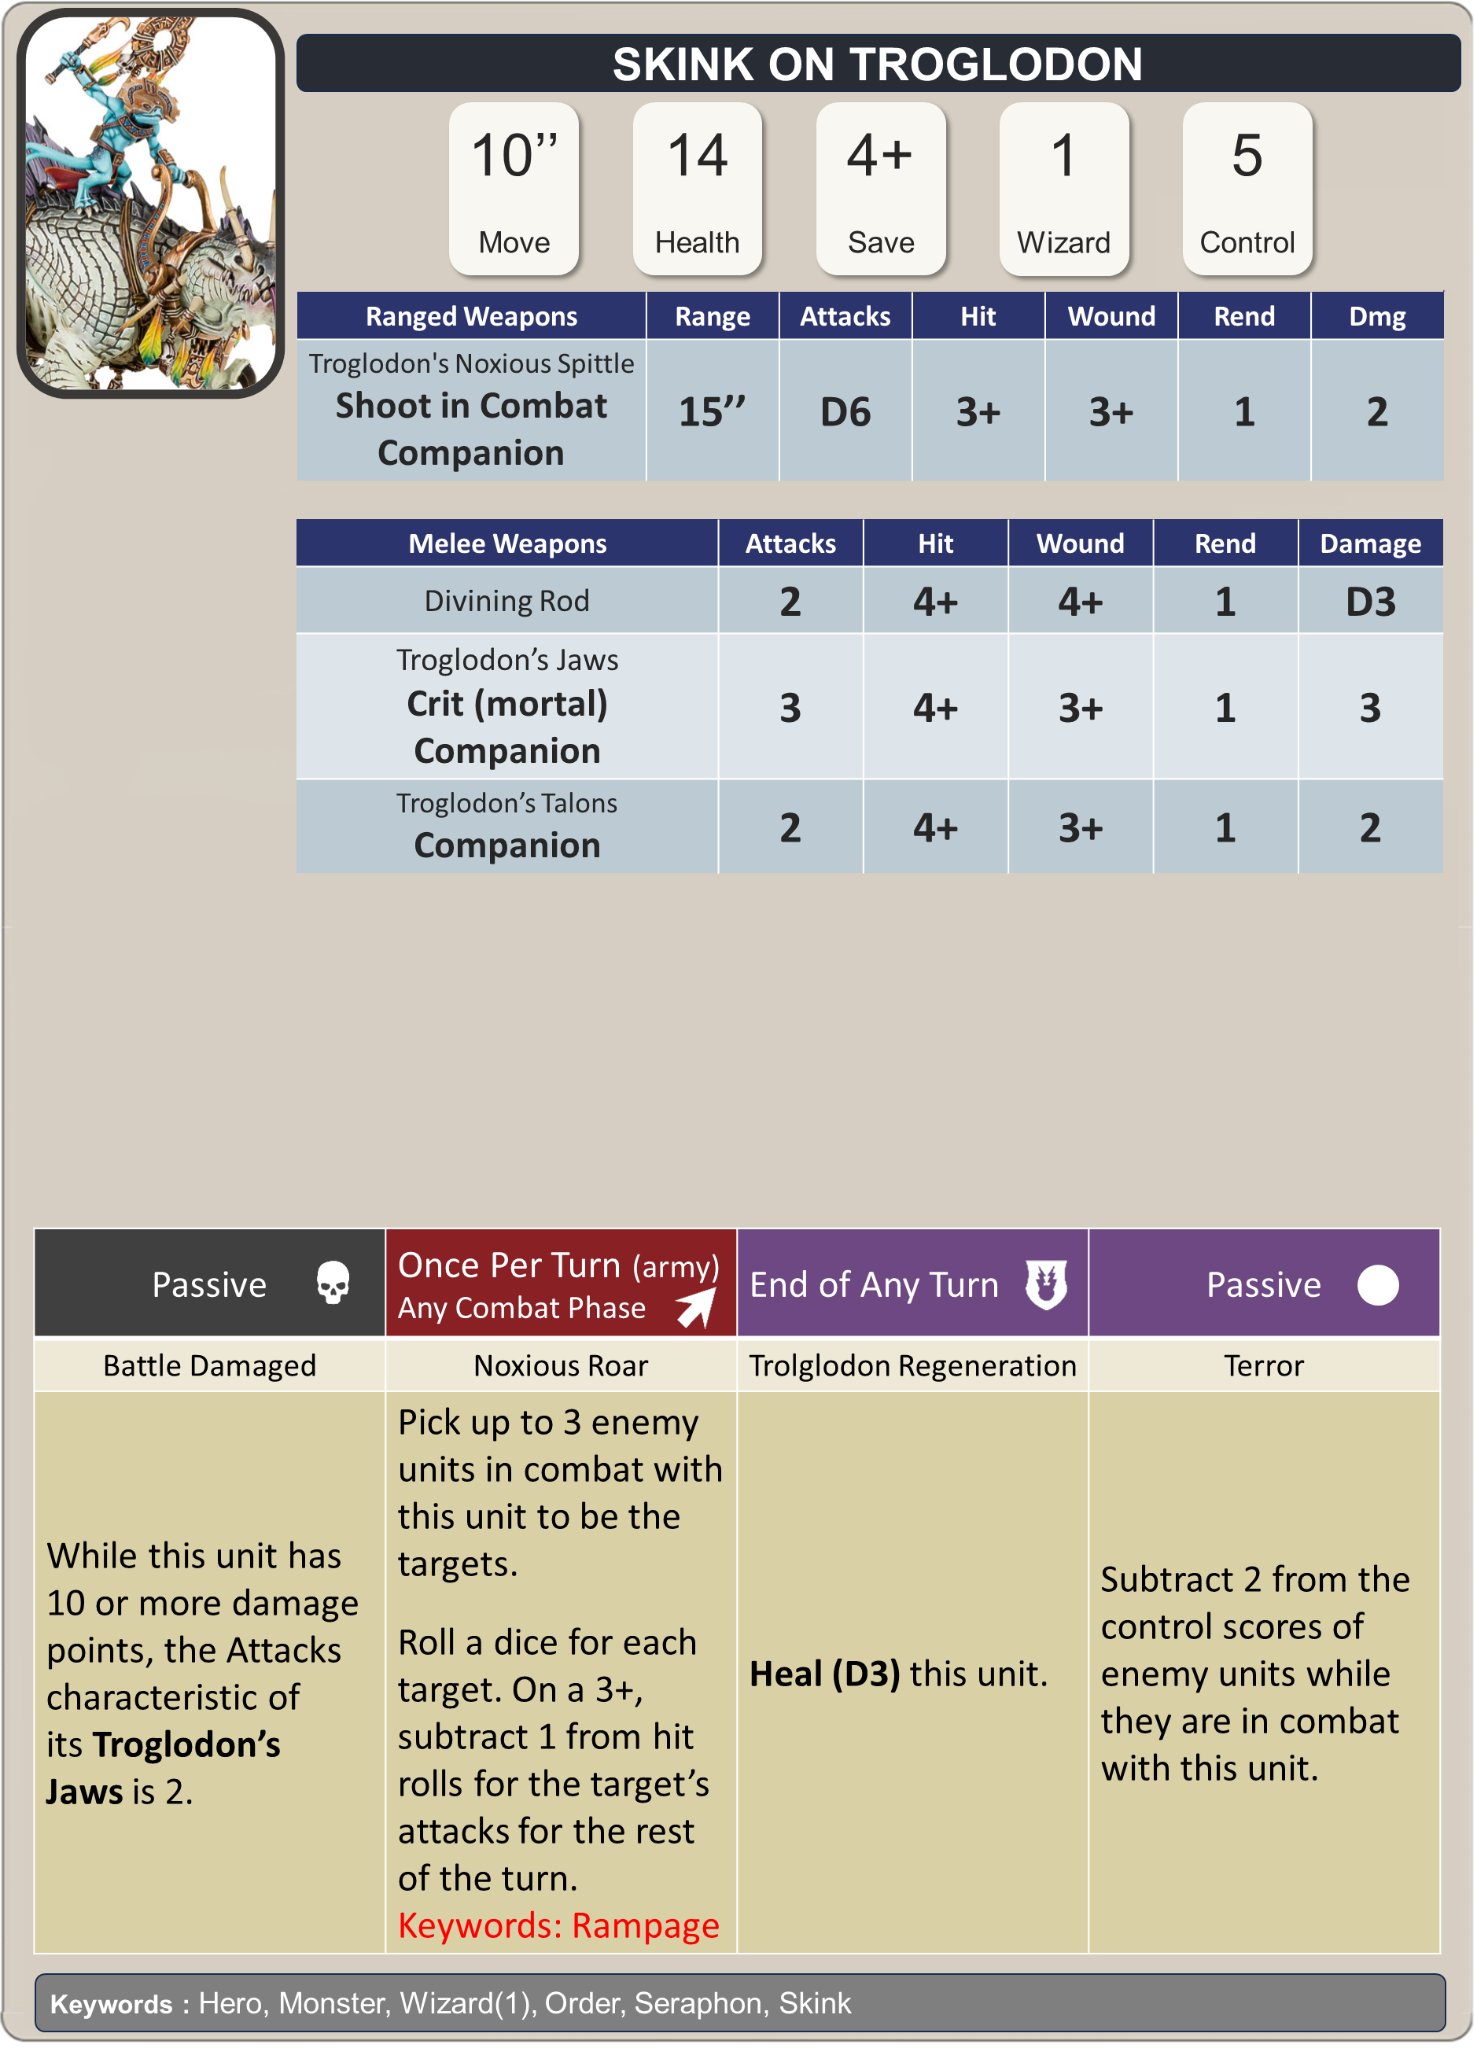 SKINK ON TROGLODON
10’’ 14 4+ 1 5
Move Health Save Wizard Control
Ranged Weapons Range Attacks Hit Wound Rend Dmg
Troglodon's Noxious Spittle
Shoot in Combat
Companion
15’’ D6 3+ 3+ 1 2
Melee Weapons Attacks Hit Wound Rend Damage
Divining Rod 2 4+ 4+ 1 D3
Troglodon’s Jaws
Crit (mortal)
Companion
3 4+ 3+ 1 3
Troglodon’s Talons
Companion
2 4+ 3+ 1 2
Passive
Once Per Turn (army)
Any Combat Phase
End of Any Turn
Passive
Battle Damaged
Noxious Roar
Trolglodon Regeneration
Terror
While this unit has
10 or more damage
points, the Attacks
characteristic of
its Troglodon’s
Jaws is 2.
Pick up to 3 enemy
units in combat with
this unit to be the
targets.
Roll a dice for each
target. On a 3+,
subtract 1 from hit
rolls for the target’s
attacks for the rest
of the turn.
Keywords: Rampage
Heal (D3) this unit.
Subtract 2 from the
control scores of
enemy units while
they are in combat
with this unit.
Keywords : Hero, Monster, Wizard(1), Order, Seraphon, Skink